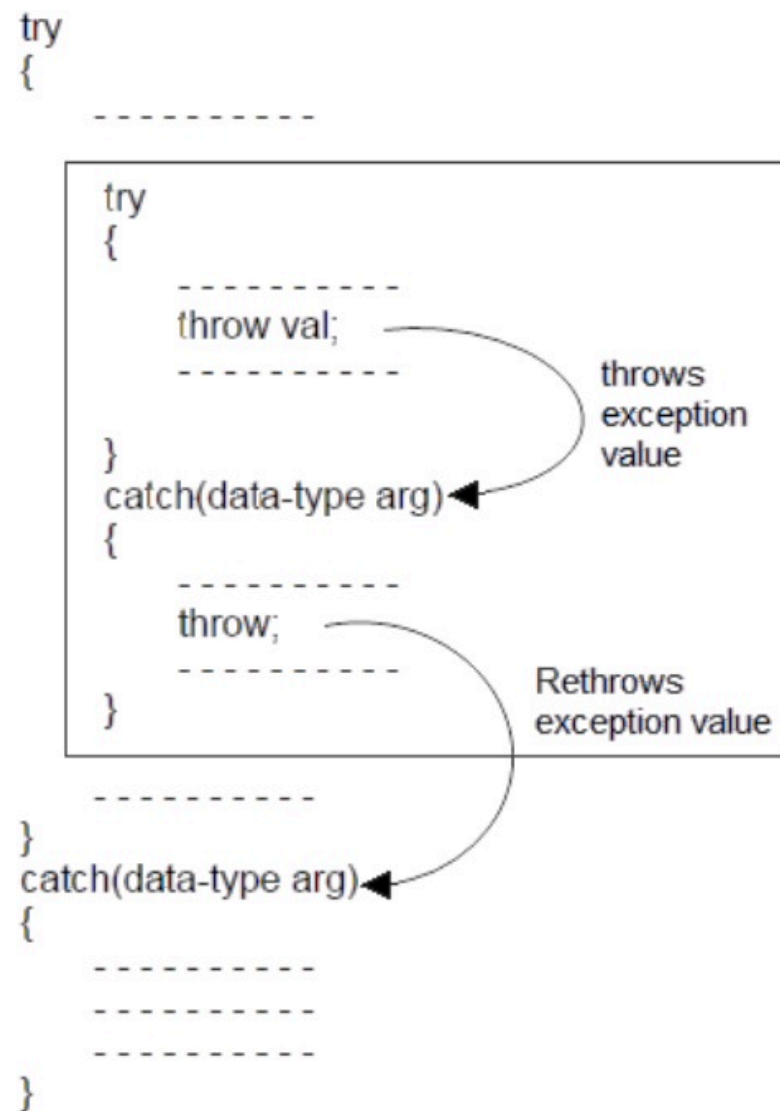 try
{
- - - - - - - - - -
try
{
- - - - - - - - - -
throw val;
- - - - - - - - - -
throws
exception
value
}
catch(data-type arg)
{
- - - - - - - - - -
throw;
- - - - - - - - - -
Rethrows
exception value
}
- - - - - - - - - -
}
catch(data-type arg)
{
- - - - - - - - - -
- - - - - - - - - -
- - - - - - - - - -
}